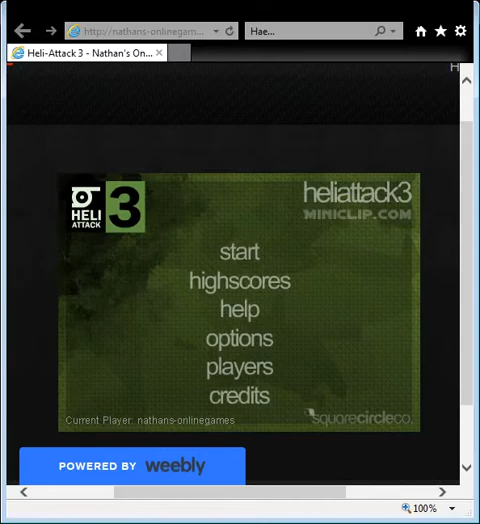 http://nathans-onlinegam...
Hae...
Heli-Attack 3 - Nathan's On...
H
HELI
ATTACK
3
heliattack3
MINICLIP.COM
start
highscores
help
options
players
credits
Current Player: nathans-onlinegames
squarecircleco.
POWERED BY weebly
100%